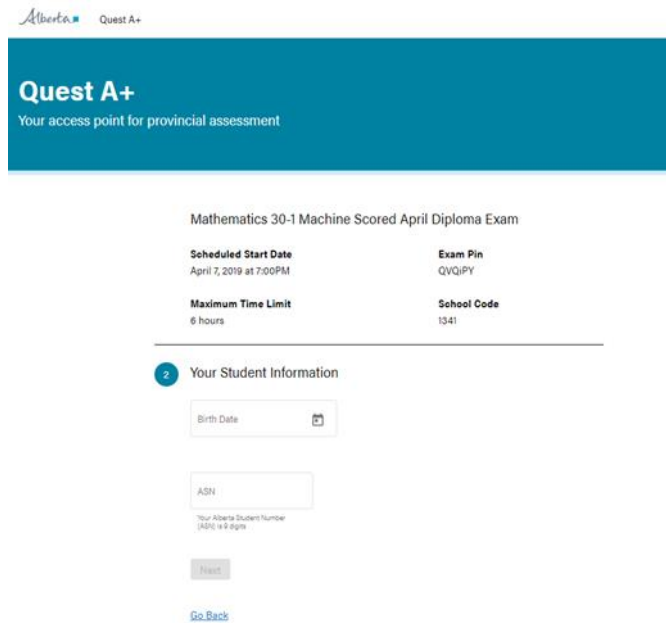 Alberta Quest A+
Quest A+
Your access point for provincial assessment
Mathematics 30-1 Machine Scored April Diploma Exam
Scheduled Start Date Exam Pin
April 7, 2019 at 7:00PM QVQiPY
Maximum Time Limit School Code
6 hours 1341
2 Your Student Information
Birth Date
ASN
Your Alberta Student Number
(ASN) is 9 digits
Next
Go Back